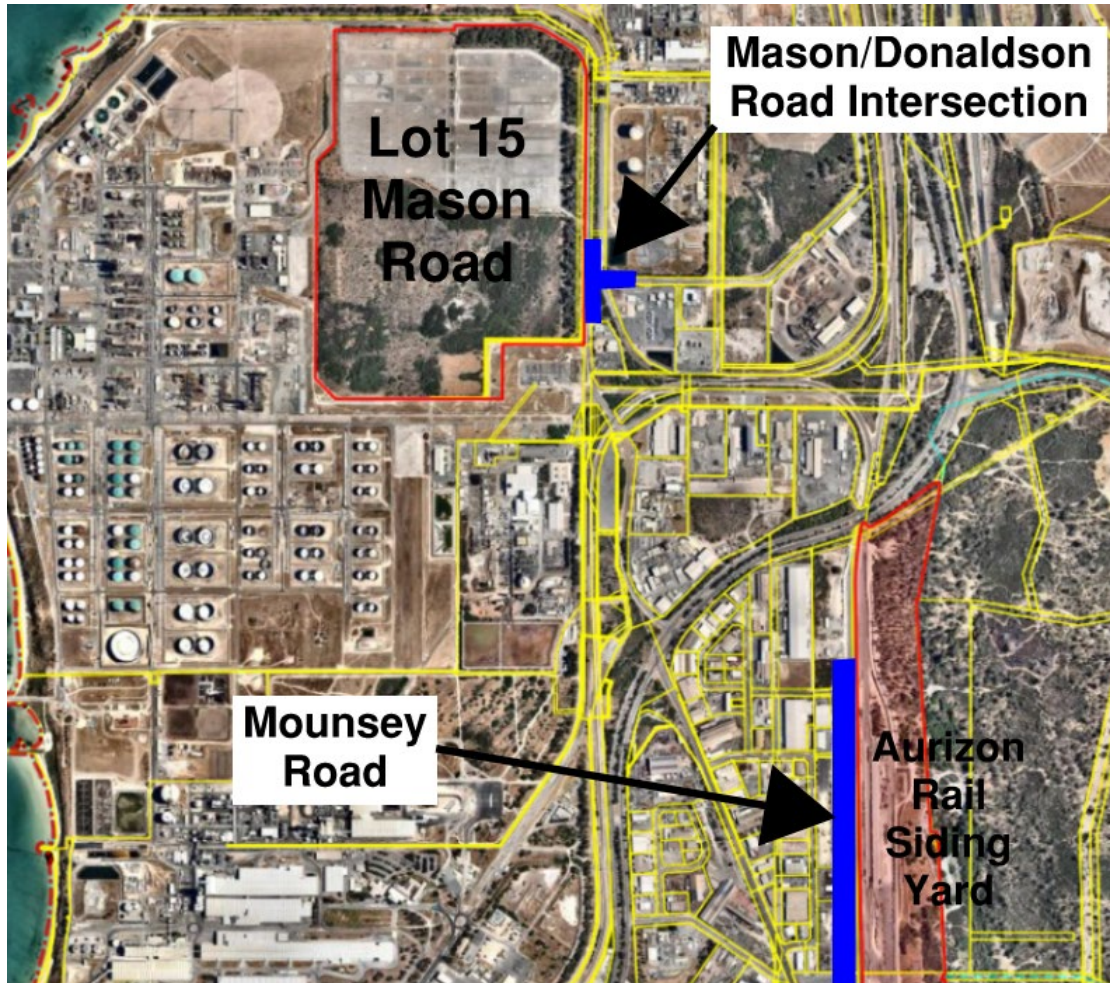 Mason/Donaldson
Road Intersection
Lot 15
Mason
Road
Mounsey
Road
Aurizon
Rail
Siding
Yard